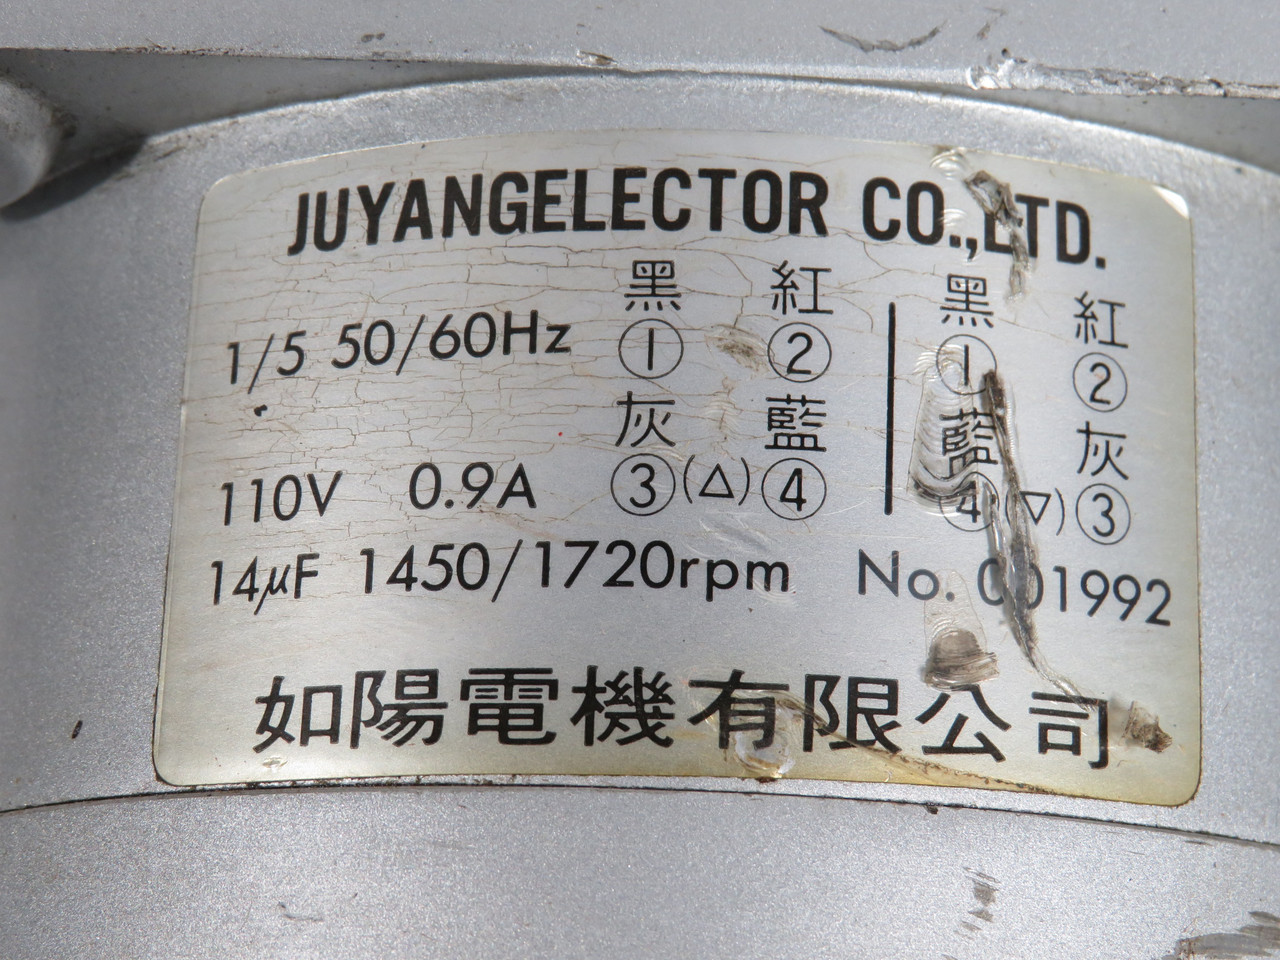 JUYANGELECTOR CO.,LTD.
黑 紅 黑 紅
1/5 50/60Hz ① ② ① ②
灰 藍 藍 灰
110V 0.9A ③(△)④ ④(▽)③
14μF 1450/1720rpm No. 001992
如陽電機有限公司